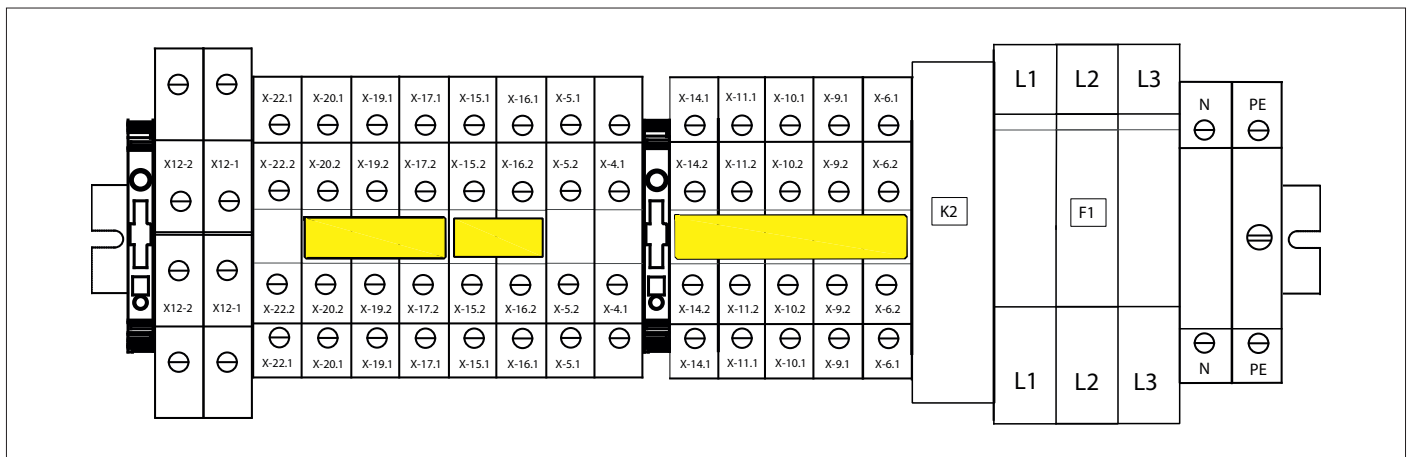 L1 L2 L3
X-22.1 X-20.1 X-19.1 X-17.1 X-15.1 X-16.1 X-5.1 X-14.1 X-11.1 X-10.1 X-9.1 X-6.1 N PE
X12-2 X12-1 X-22.2 X-20.2 X-19.2 X-17.2 X-15.2 X-16.2 X-5.2 X-4.1 X-14.2 X-11.2 X-10.2 X-9.2 X-6.2
K2 F1
X12-2 X12-1 X-22.2 X-20.2 X-19.2 X-17.2 X-15.2 X-16.2 X-5.2 X-4.1 X-14.2 X-11.2 X-10.2 X-9.2 X-6.2
X-22.1 X-20.1 X-19.1 X-17.1 X-15.1 X-16.1 X-5.1 X-14.1 X-11.1 X-10.1 X-9.1 X-6.1 N PE
L1 L2 L3